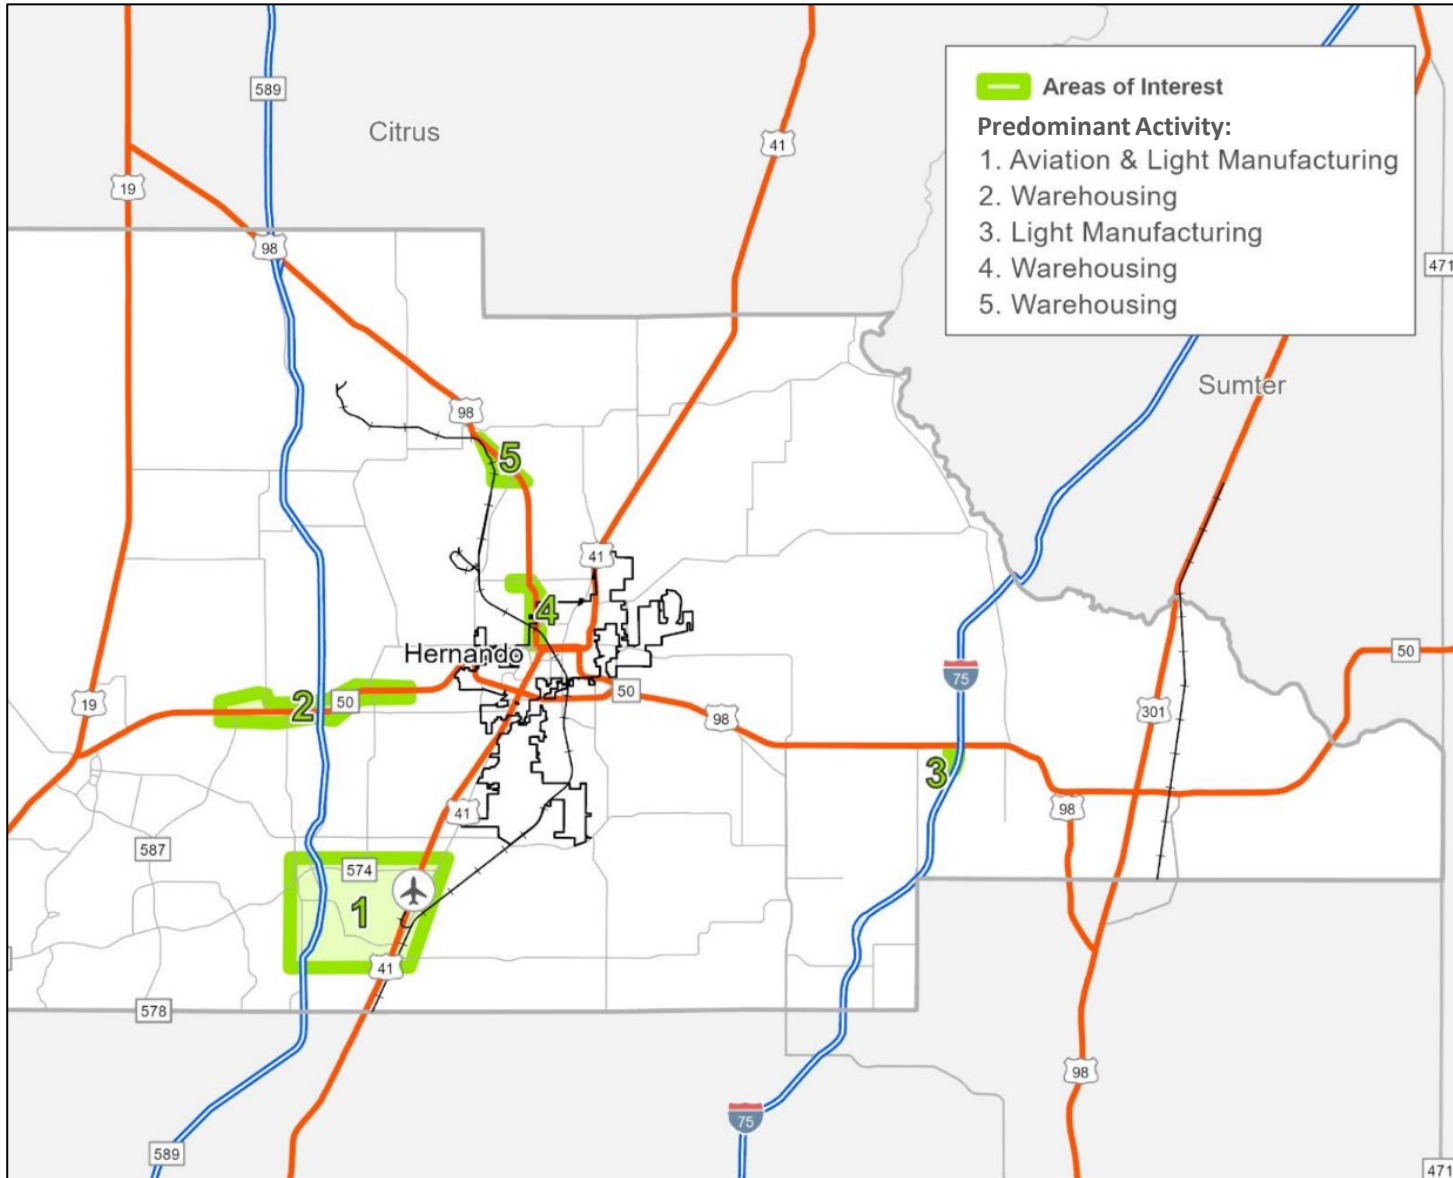 589
Areas of Interest
Predominant Activity:
1. Aviation & Light Manufacturing
2. Warehousing
3. Light Manufacturing
4. Warehousing
5. Warehousing
Citrus
41
19
98
471
Sumter
98
5
41
4
Hernando
50
75
2
50
50
19
98
301
3
41
98
587
574
1
41
578
98
75
589
471